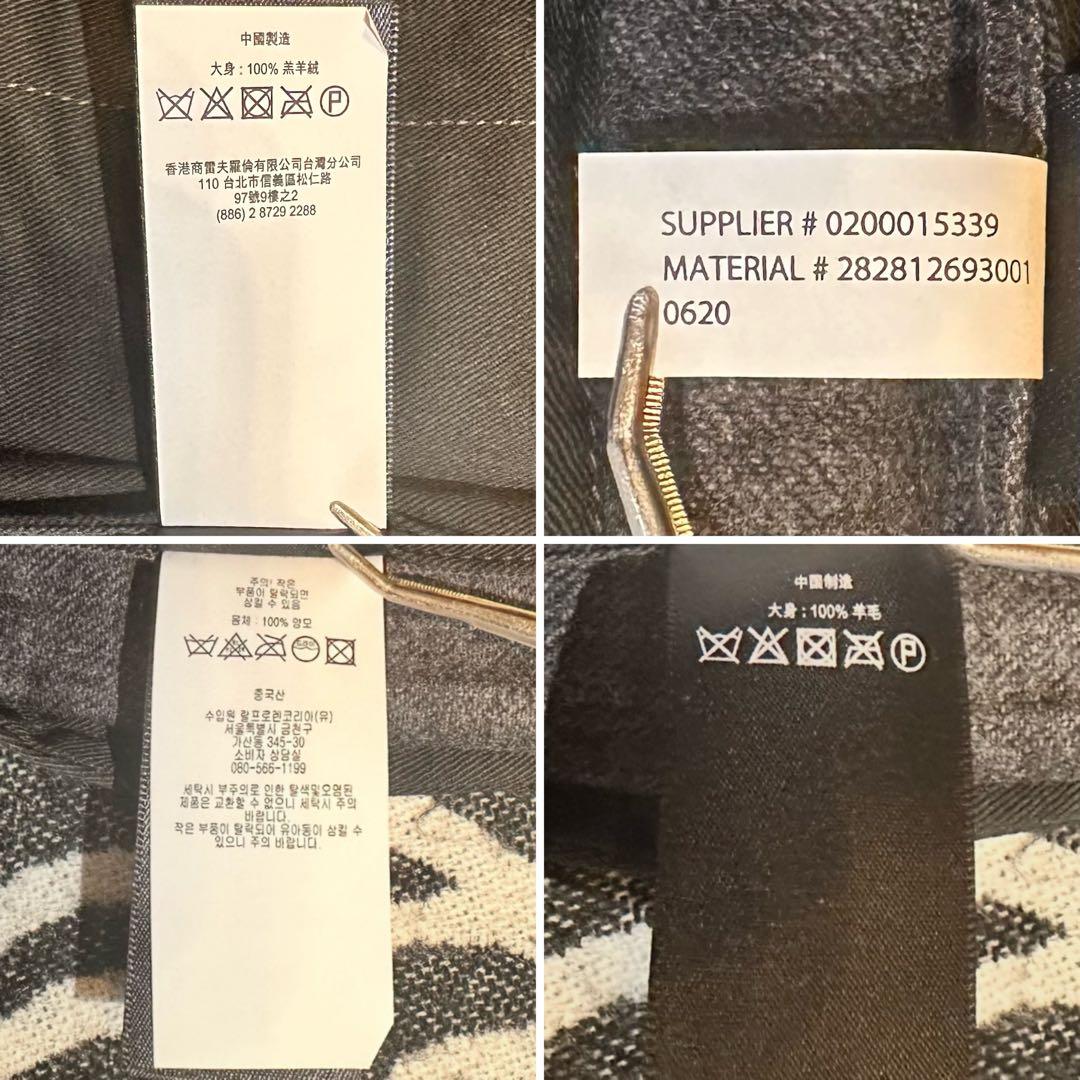 中國製造
大身：100% 羔羊絨
P
香港商雷夫羅倫有限公司台灣分公司
110 台北市信義區松仁路
97號9樓之2
(886) 2 8729 2288
SUPPLIER # 0200015339
MATERIAL # 282812693001
0620
주의! 작은
부품이 탈락되면
삼킬 수 있음
몸체 : 100% 양모
중국산
수입원 랄프로렌코리아(유)
서울특별시 금천구
가산동 345-30
소비자 상담실
080-566-1199
세탁시 부주의로 인한 탈색및오염된
제품은 교환할 수 없으니 세탁시 주의
바랍니다.
작은 부품이 탈락되어 유아동이 삼킬 수
있으니 주의 바랍니다.
中国制造
大身：100% 羊毛
P